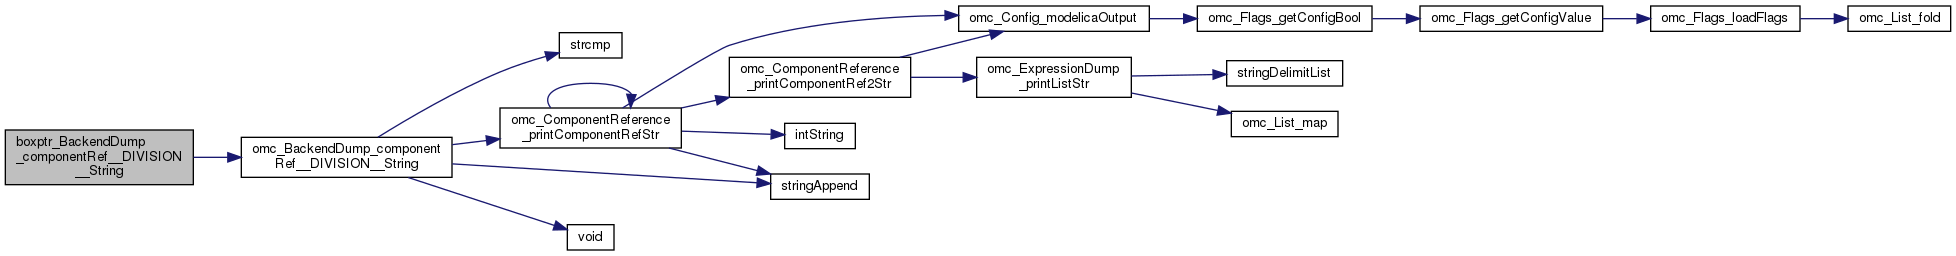 boxptr_BackendDump
_componentRef__DIVISION
__String
omc_BackendDump_component
Ref__DIVISION__String
strcmp
omc_ComponentReference
_printComponentRefStr
void
omc_ComponentReference
_printComponentRef2Str
intString
stringAppend
omc_Config_modelicaOutput
omc_ExpressionDump
_printListStr
omc_Flags_getConfigBool
stringDelimitList
omc_List_map
omc_Flags_getConfigValue
omc_Flags_loadFlags
omc_List_fold